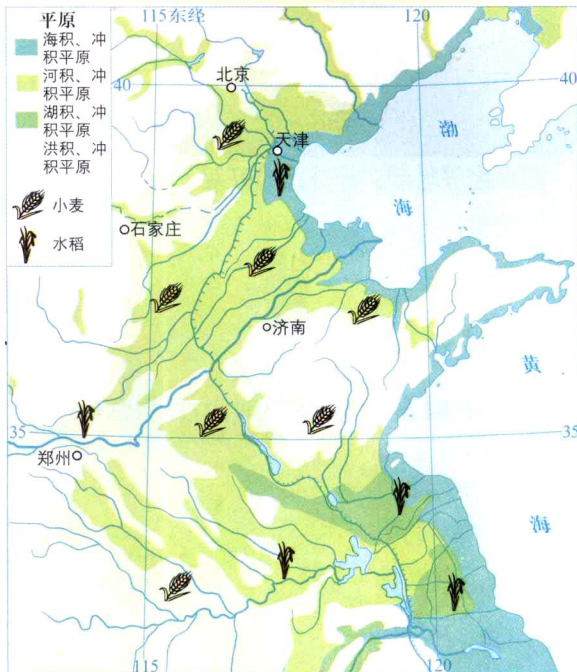 平原
海积、冲
积平原
河积、冲
积平原
湖积、冲
积平原
洪积、冲
积平原
小麦
水稻
115东经
120
40
40
北京
天津
渤
海
石家庄
济南
黄
海
35
35
郑州
115
120